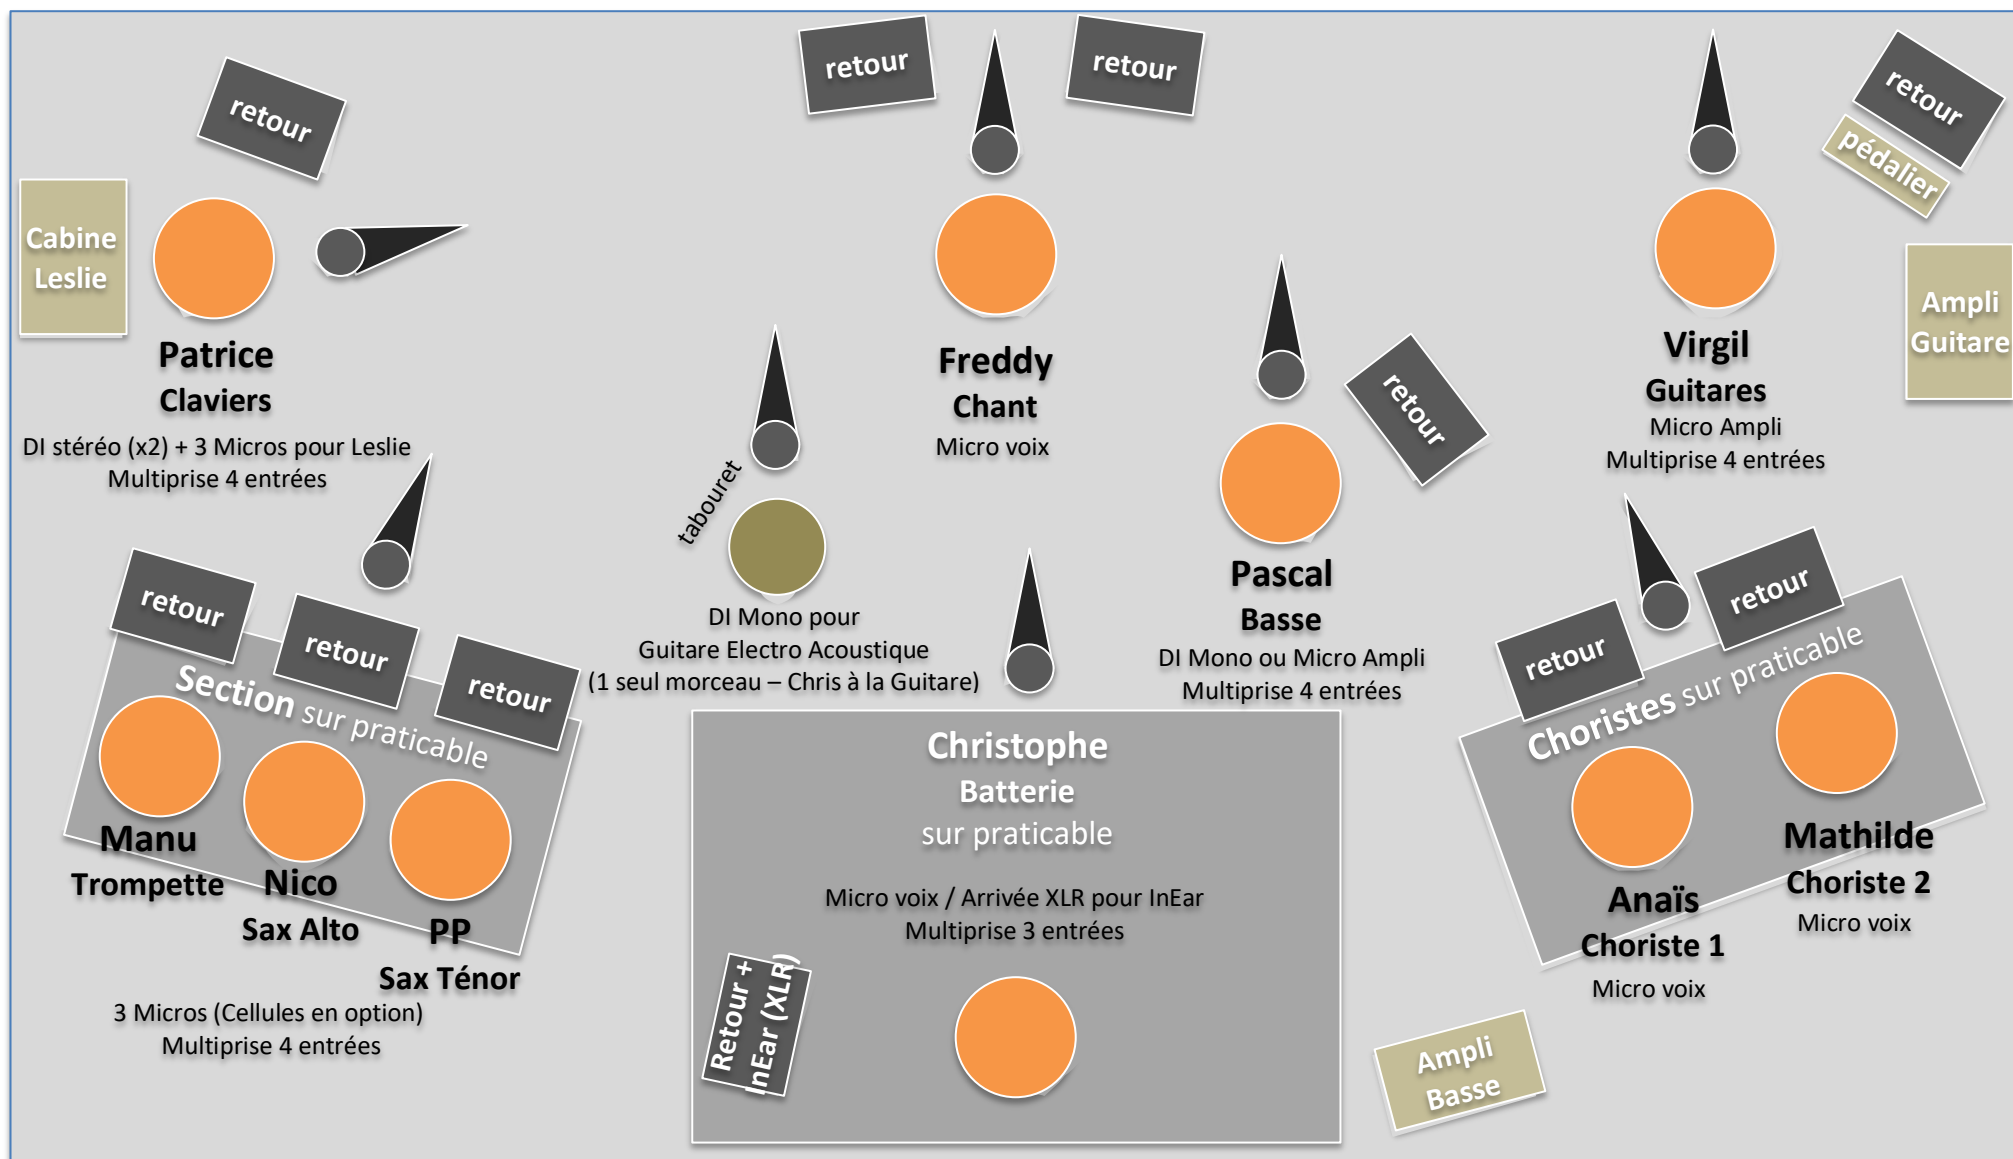 retour
retour
retour
retour
pédalier
Cabine
Leslie
Ampli
Guitare
Patrice
Claviers
DI stéréo (x2) + 3 Micros pour Leslie
Multiprise 4 entrées
Freddy
Chant
Micro voix
Virgil
Guitares
Micro Ampli
Multiprise 4 entrées
retour
tabouret
DI Mono pour
Guitare Electro Acoustique
(1 seul morceau – Chris à la Guitare)
Pascal
Basse
DI Mono ou Micro Ampli
Multiprise 4 entrées
retour
retour
retour
Section sur praticable
Manu
Trompette
Nico
Sax Alto
PP
Sax Ténor
3 Micros (Cellules en option)
Multiprise 4 entrées
Christophe
Batterie
sur praticable
Micro voix / Arrivée XLR pour InEar
Multiprise 3 entrées
Retour +
InEar (XLR)
retour
retour
Choristes sur praticable
Anaïs
Choriste 1
Micro voix
Mathilde
Choriste 2
Micro voix
Ampli
Basse